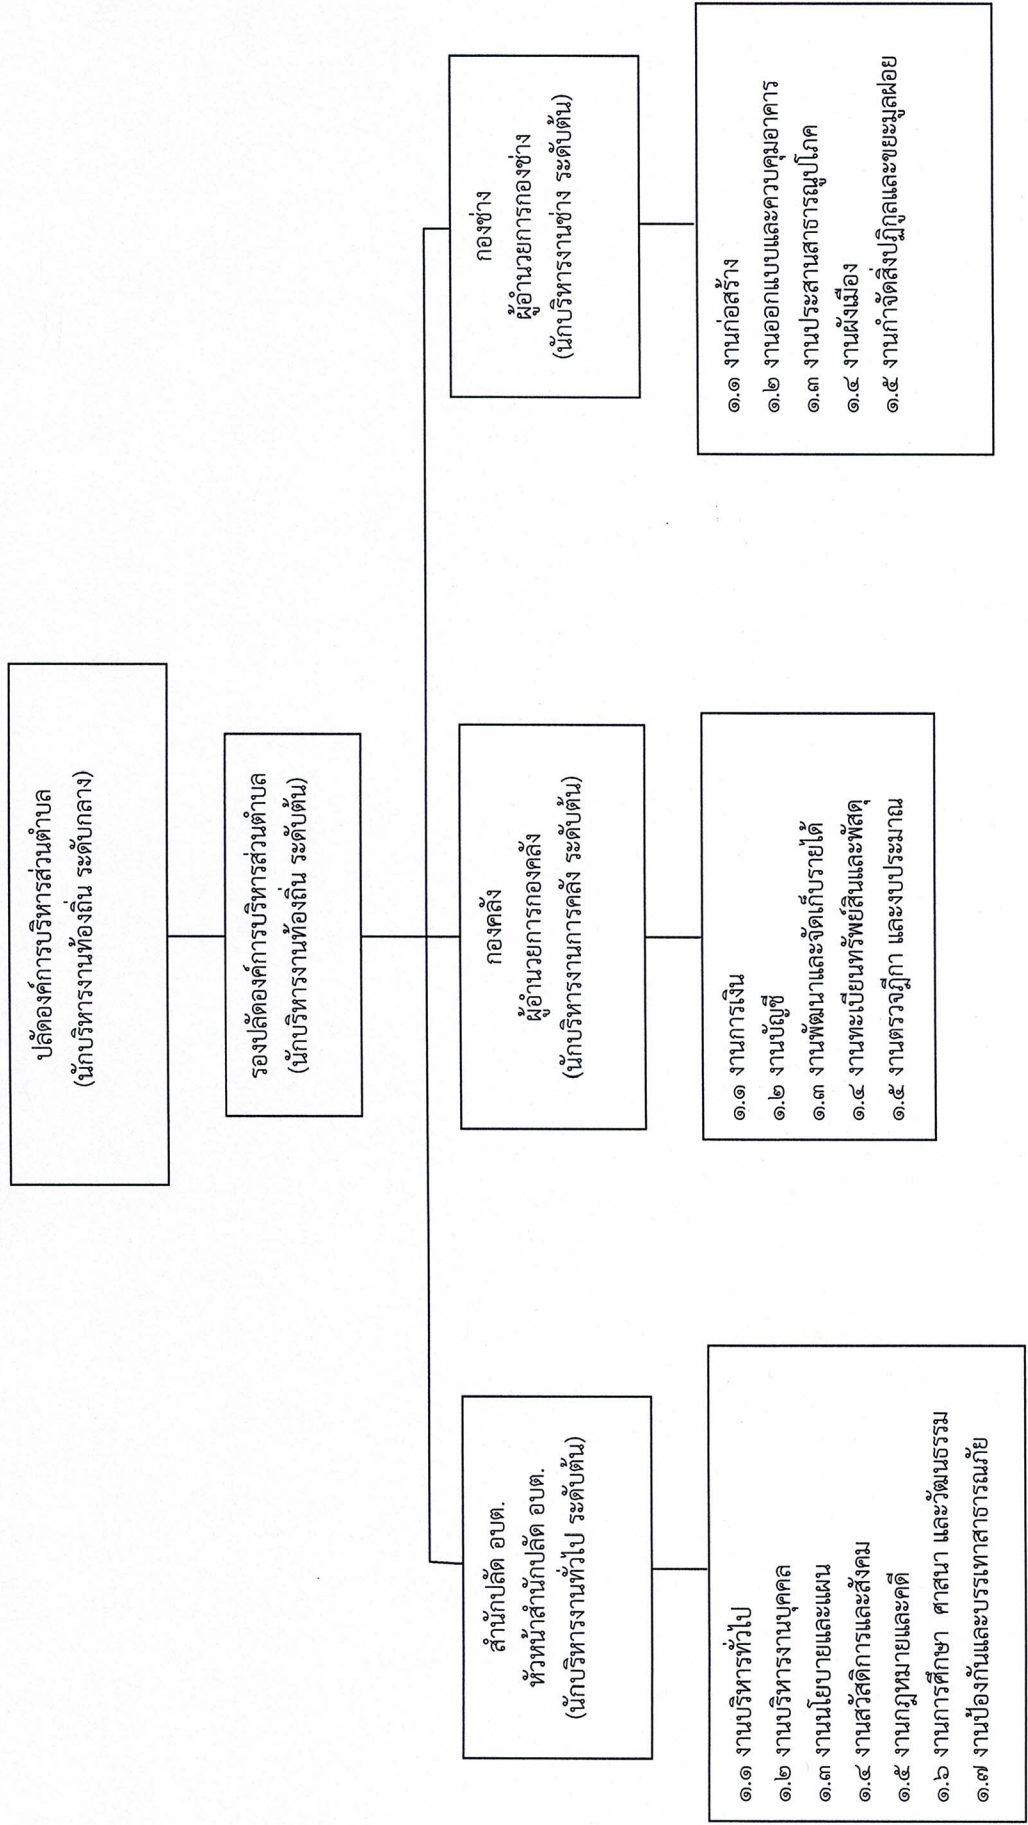 ปลัดองค์การบริหารส่วนตำบล
(นักบริหารงานท้องถิ่น ระดับกลาง)
รองปลัดองค์การบริหารส่วนตำบล
(นักบริหารงานท้องถิ่น ระดับต้น)
สำนักปลัด อบต.
หัวหน้าสำนักปลัด อบต.
(นักบริหารงานทั่วไป ระดับต้น)
๑.๑ งานบริหารทั่วไป
๑.๒ งานบริหารงานบุคคล
๑.๓ งานนโยบายและแผน
๑.๔ งานสวัสดิการและสังคม
๑.๕ งานกฎหมายและคดี
๑.๖ งานการศึกษา ศาสนา และวัฒนธรรม
๑.๗ งานป้องกันและบรรเทาสาธารณภัย
กองคลัง
ผู้อำนวยการกองคลัง
(นักบริหารงานการคลัง ระดับต้น)
๑.๑ งานการเงิน
๑.๒ งานบัญชี
๑.๓ งานพัฒนาและจัดเก็บรายได้
๑.๔ งานทะเบียนทรัพย์สินและพัสดุ
๑.๕ งานตรวจฎีกา และงบประมาณ
กองช่าง
ผู้อำนวยการกองช่าง
(นักบริหารงานช่าง ระดับต้น)
๑.๑ งานก่อสร้าง
๑.๒ งานออกแบบและควบคุมอาคาร
๑.๓ งานประสานสาธารณูปโภค
๑.๔ งานผังเมือง
๑.๕ งานกำจัดสิ่งปฏิกูลและขยะมูลฝอย